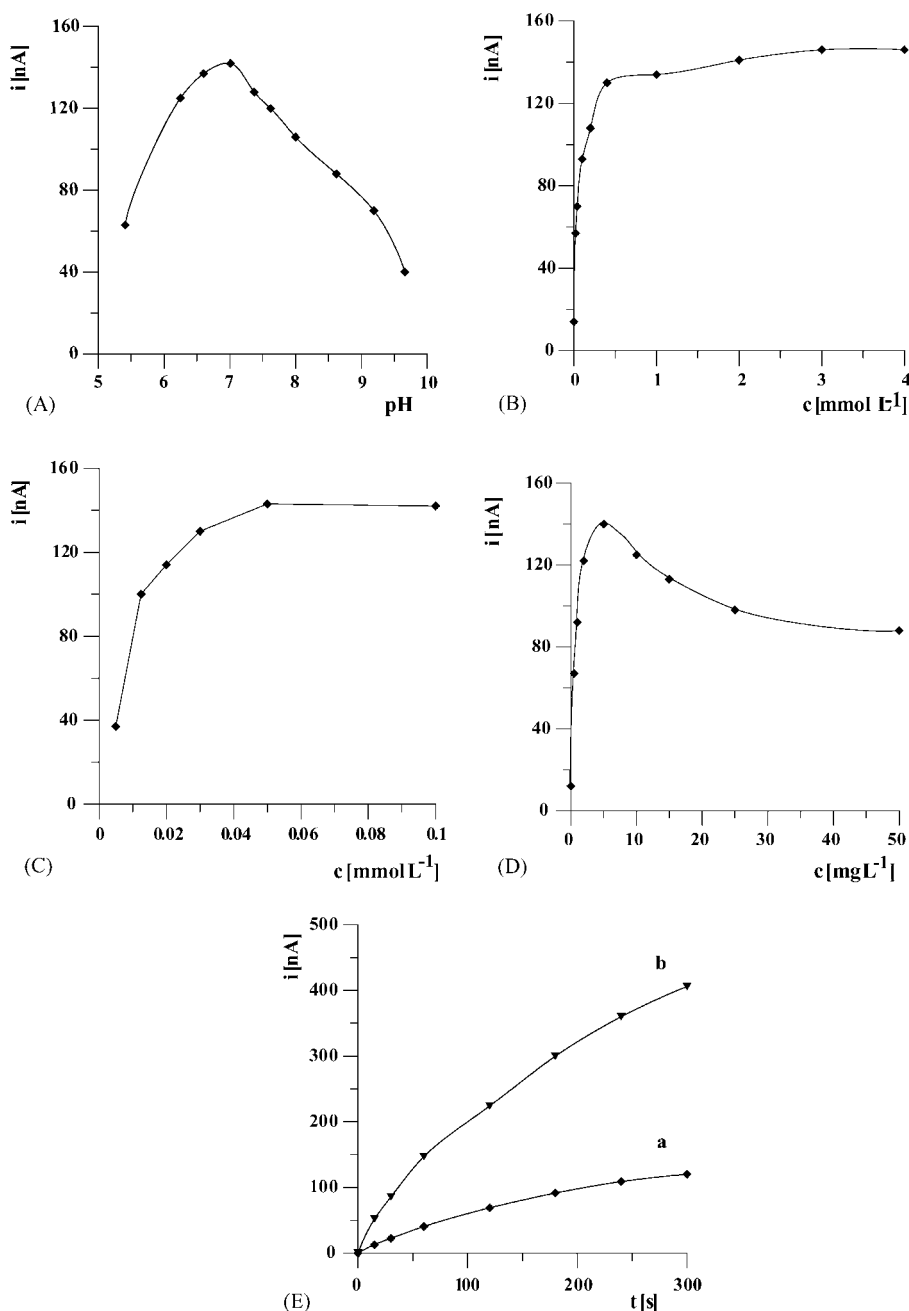 160
120
80
40
0
i [nA]
5 6 7 8 9 10
pH
(A)
160
120
80
40
0
i [nA]
0 1 2 3 4
c [mmol L⁻¹]
(B)
160
120
80
40
0
i [nA]
0 0.02 0.04 0.06 0.08 0.1
c [mmol L⁻¹]
(C)
160
120
80
40
0
i [nA]
0 10 20 30 40 50
c [mg L⁻¹]
(D)
500
400
300
200
100
0
i [nA]
b
a
0 100 200 300
t [s]
(E)